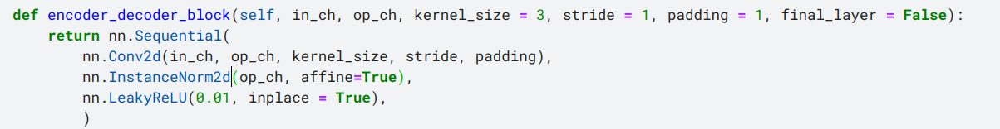 def encoder_decoder_block(self, in_ch, op_ch, kernel_size = 3, stride = 1, padding = 1, final_layer = False):
    return nn.Sequential(
        nn.Conv2d(in_ch, op_ch, kernel_size, stride, padding),
        nn.InstanceNorm2d(op_ch, affine=True),
        nn.LeakyReLU(0.01, inplace = True),
        )